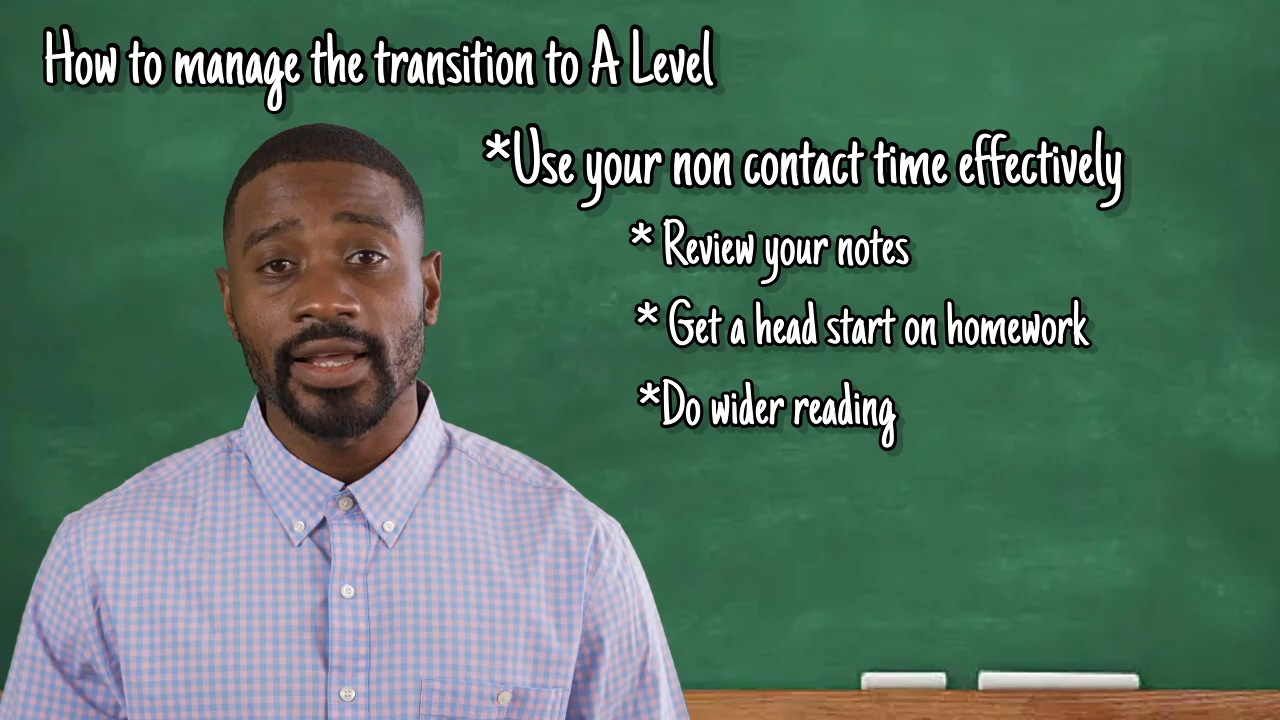 How to manage the transition to A Level
*Use your non contact time effectively
* Review your notes
* Get a head start on homework
*Do wider reading